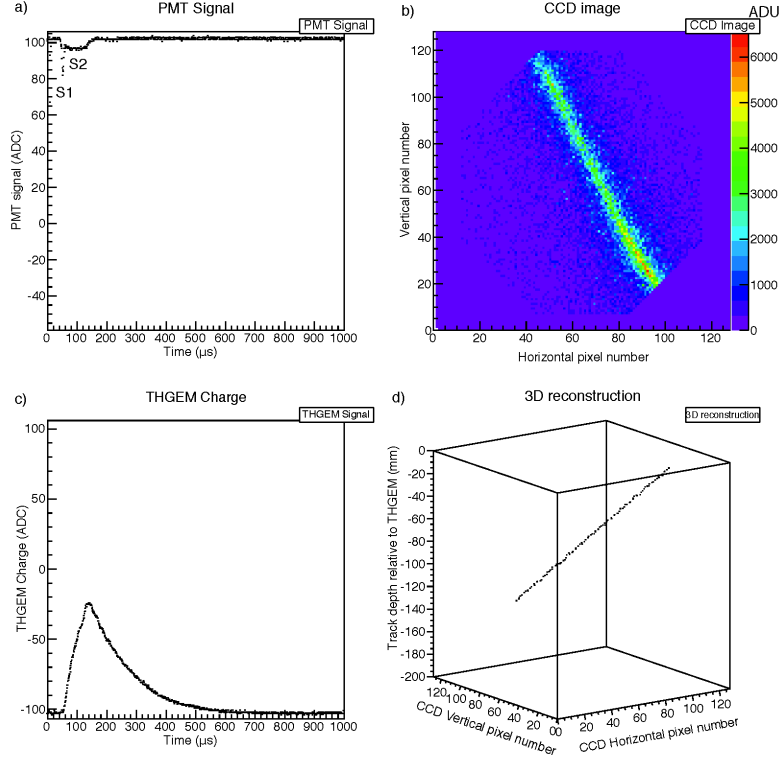 a)
PMT Signal
PMT Signal
PMT signal (ADC)
100
80
60
40
20
0
-20
-40
S2
S1
0 100 200 300 400 500 600 700 800 900 1000
Time (µs)
b)
CCD image
ADU
CCD Image
Vertical pixel number
120
100
80
60
40
20
0
0 20 40 60 80 100 120
Horizontal pixel number
6000
5000
4000
3000
2000
1000
0
c)
THGEM Charge
THGEM Signal
THGEM Charge (ADC)
100
50
0
-50
-100
0 100 200 300 400 500 600 700 800 900 1000
Time (µs)
d)
3D reconstruction
3D reconstruction
Track depth relative to THGEM (mm)
0
-20
-40
-60
-80
-100
-120
-140
-160
-180
-200
120 100 80 60 40 20 0
CCD Vertical pixel number
0 20 40 60 80 100 120
CCD Horizontal pixel number